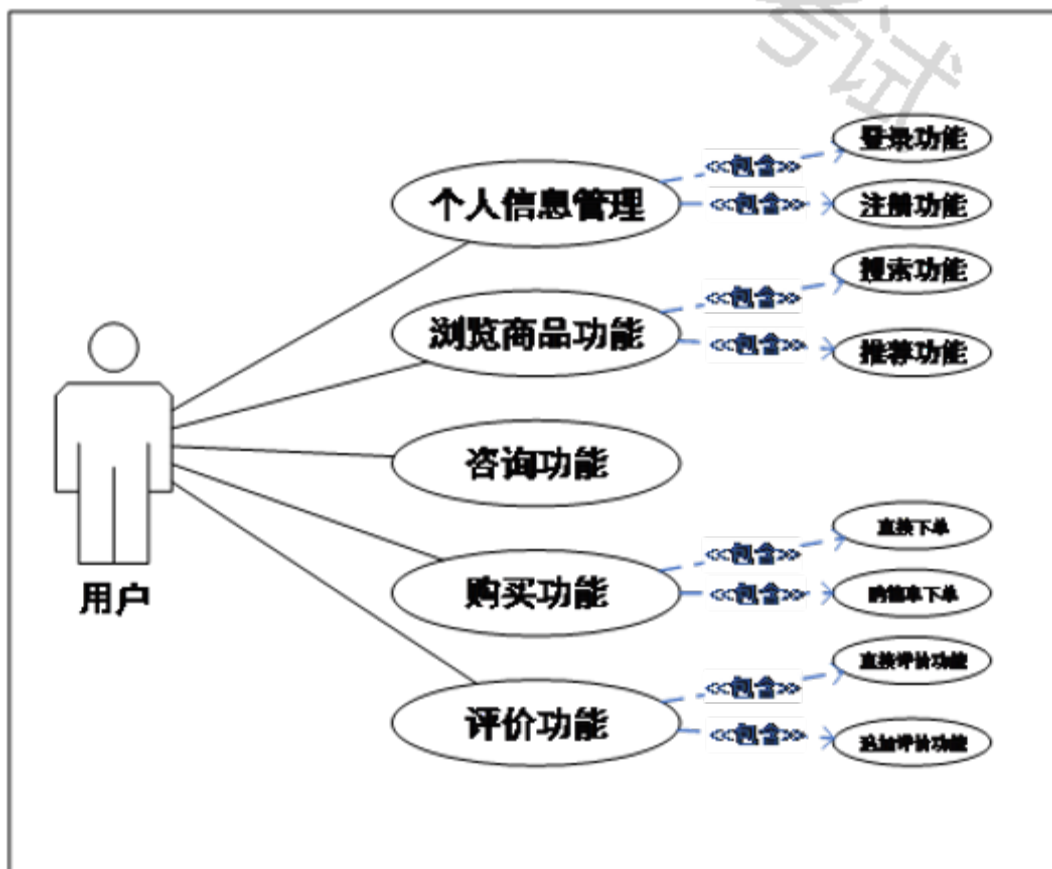 考试
登录功能
<<包含>>
个人信息管理
<<包含>>
注册功能
搜索功能
<<包含>>
浏览商品功能
<<包含>>
推荐功能
咨询功能
直接下单
<<包含>>
购买功能
<<包含>>
购物车下单
直接评价功能
<<包含>>
评价功能
<<包含>>
追加评价功能
用户